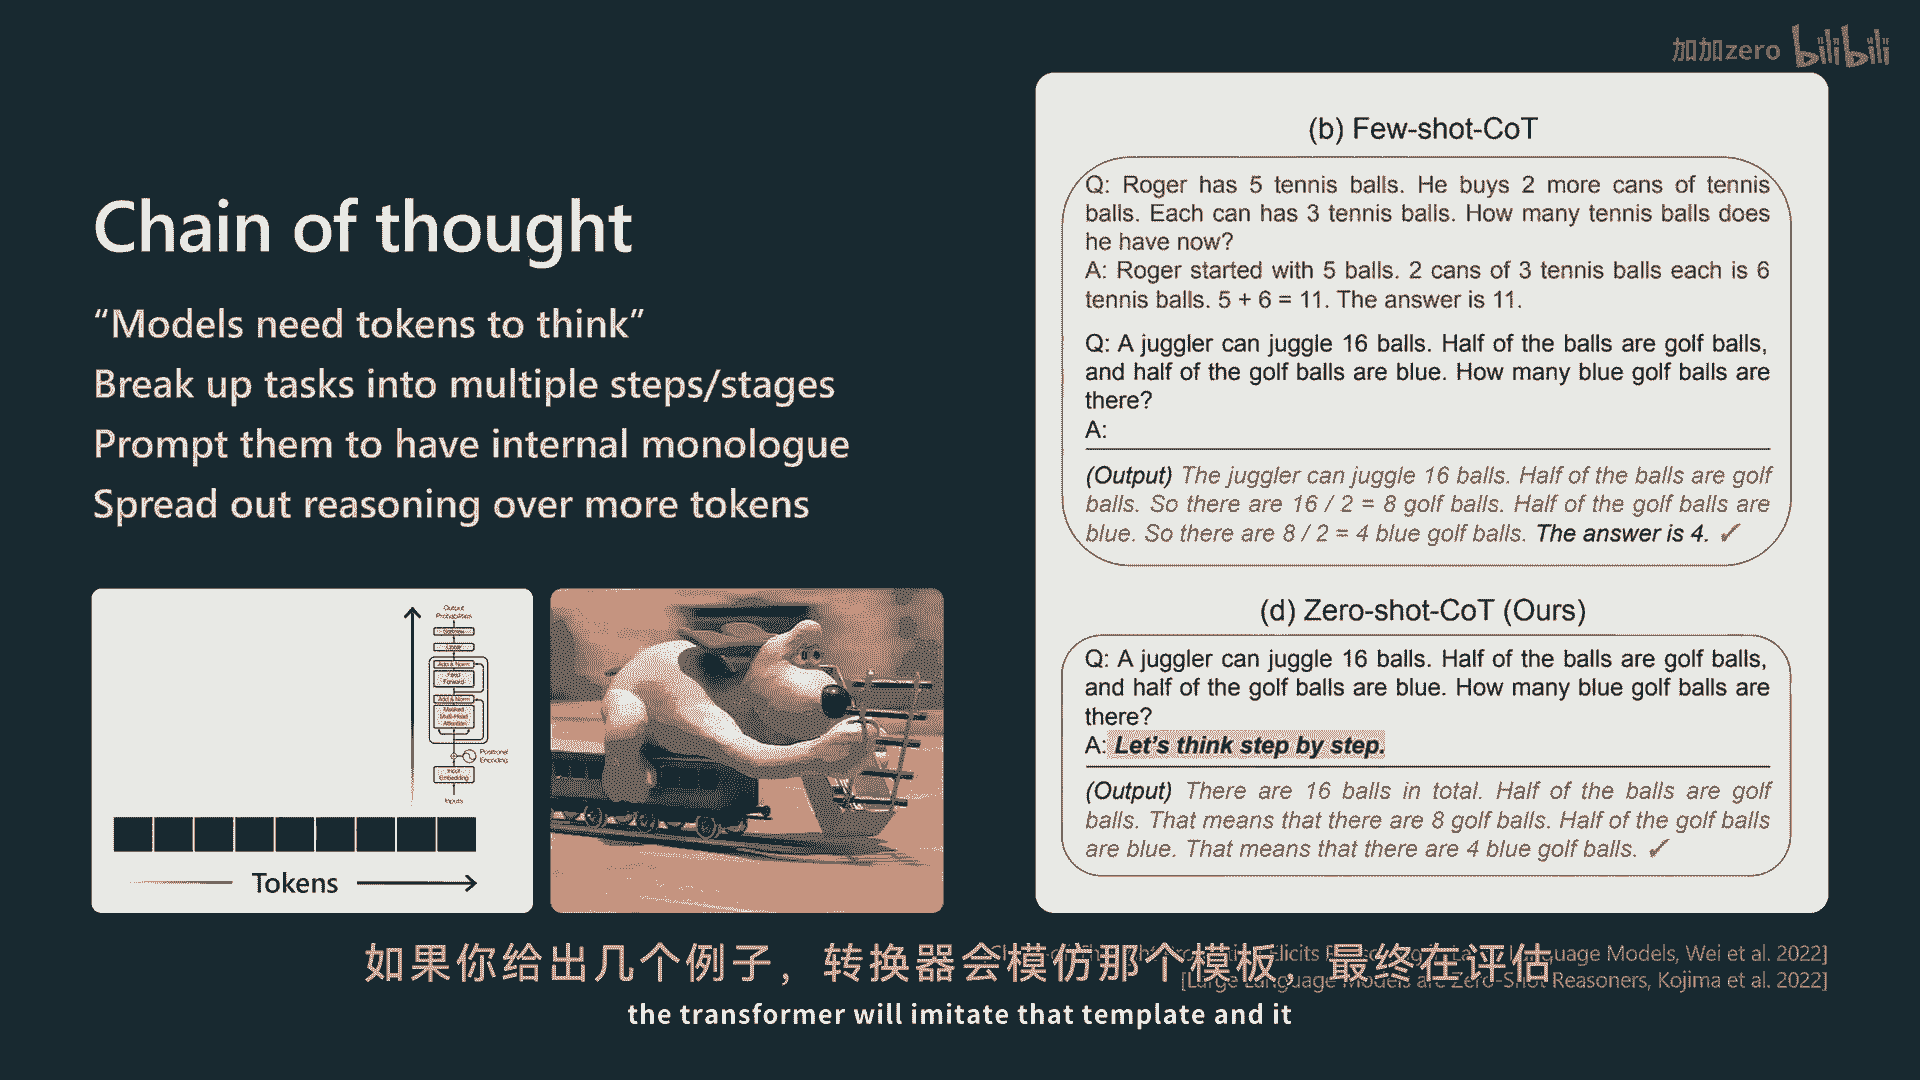 加加zero bilibili
Chain of thought
“Models need tokens to think”
Break up tasks into multiple steps/stages
Prompt them to have internal monologue
Spread out reasoning over more tokens
Output
Probabilities
Softmax
Linear
Add & Norm
Feed
Forward
Add & Norm
Masked
Multi-Head
Attention
Positional
Encoding
Input
Embedding
Inputs
Tokens
(b) Few-shot-CoT
Q: Roger has 5 tennis balls. He buys 2 more cans of tennis
balls. Each can has 3 tennis balls. How many tennis balls does
he have now?
A: Roger started with 5 balls. 2 cans of 3 tennis balls each is 6
tennis balls. 5 + 6 = 11. The answer is 11.
Q: A juggler can juggle 16 balls. Half of the balls are golf balls,
and half of the golf balls are blue. How many blue golf balls are
there?
A:
(Output) The juggler can juggle 16 balls. Half of the balls are golf
balls. So there are 16 / 2 = 8 golf balls. Half of the golf balls are
blue. So there are 8 / 2 = 4 blue golf balls. The answer is 4. ✓
(d) Zero-shot-CoT (Ours)
Q: A juggler can juggle 16 balls. Half of the balls are golf balls,
and half of the golf balls are blue. How many blue golf balls are
there?
A: Let’s think step by step.
(Output) There are 16 balls in total. Half of the balls are golf
balls. That means that there are 8 golf balls. Half of the golf balls
are blue. That means that there are 4 blue golf balls. ✓
Elicits Language Models, Wei et al. 2022]
[Large Language Models are Zero-Shot Reasoners, Kojima et al. 2022]
如果你给出几个例子，转换器会模仿那个模板，最终在评估
the transformer will imitate that template and it